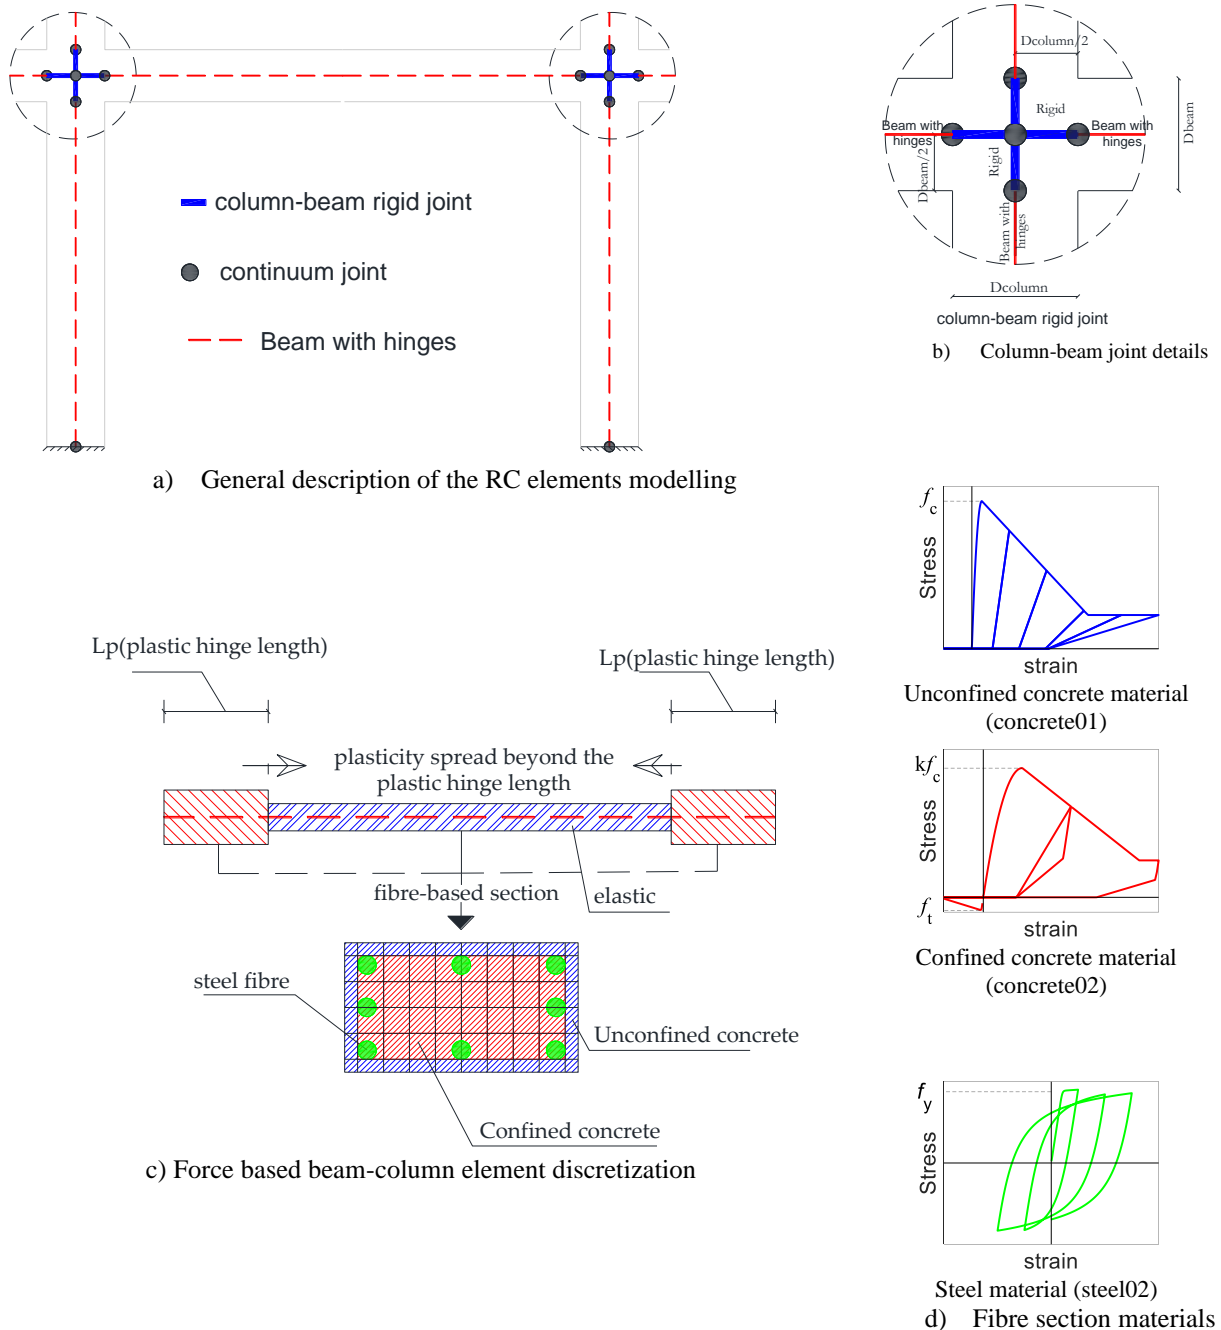 column-beam rigid joint
continuum joint
Beam with hinges
a) General description of the RC elements modelling
Dcolumn/2
Rigid
Beam with
hinges
Beam with
hinges
Dbeam
Dbeam/2
Rigid
Beam with
hinges
Dcolumn
column-beam rigid joint
b) Column-beam joint details
Lp(plastic hinge length)
Lp(plastic hinge length)
plasticity spread beyond the
plastic hinge length
fibre-based section
elastic
steel fibre
Unconfined concrete
Confined concrete
c) Force based beam-column element discretization
fc
Stress
strain
Unconfined concrete material
(concrete01)
kfc
Stress
ft
strain
Confined concrete material
(concrete02)
fy
Stress
strain
Steel material (steel02)
d) Fibre section materials